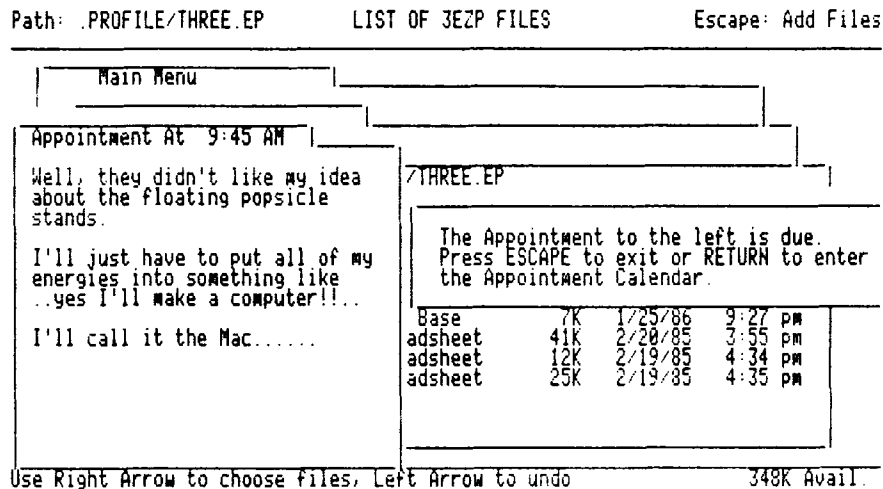 Path: .PROFILE/THREE.EP LIST OF 3EZP FILES Escape: Add Files
Main Menu
Appointment At 9:45 AM
Well, they didn't like my idea
about the floating popsicle
stands.
I'll just have to put all of my
energies into something like
..yes I'll make a computer!!..
I'll call it the Mac......
/THREE.EP
The Appointment to the left is due.
Press ESCAPE to exit or RETURN to enter
the Appointment Calendar.
Base 7K 1/25/86 9:27 pm
adsheet 41K 2/20/85 3:55 pm
adsheet 12K 2/19/85 4:34 pm
adsheet 25K 2/19/85 4:35 pm
Use Right Arrow to choose files, Left Arrow to undo 348K Avail.